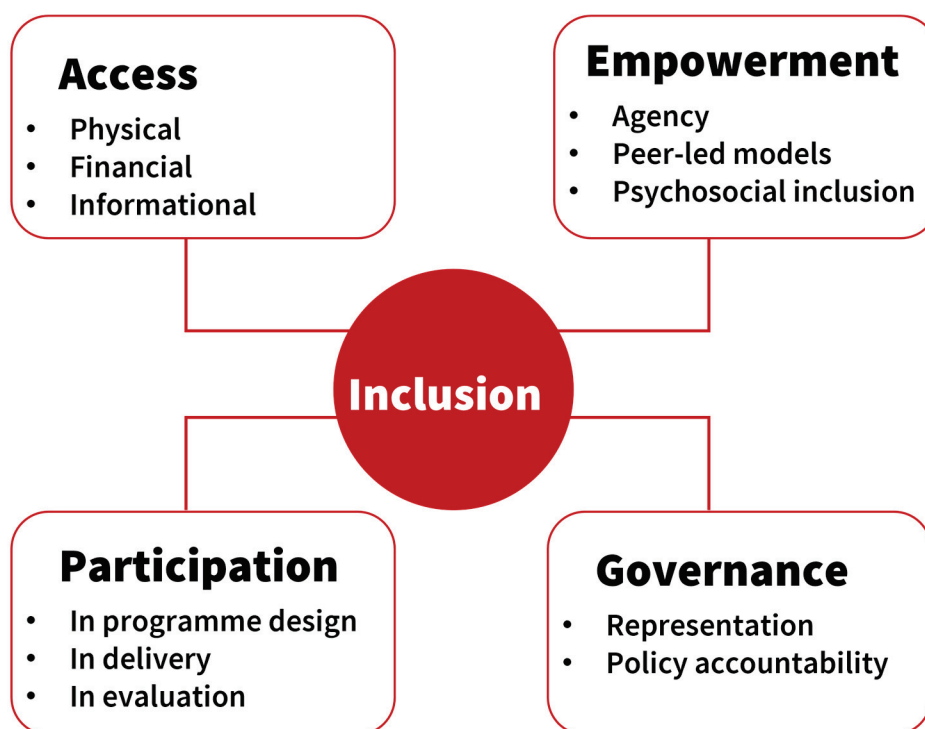 Access
• Physical
• Financial
• Informational
Empowerment
• Agency
• Peer-led models
• Psychosocial inclusion
Inclusion
Participation
• In programme design
• In delivery
• In evaluation
Governance
• Representation
• Policy accountability